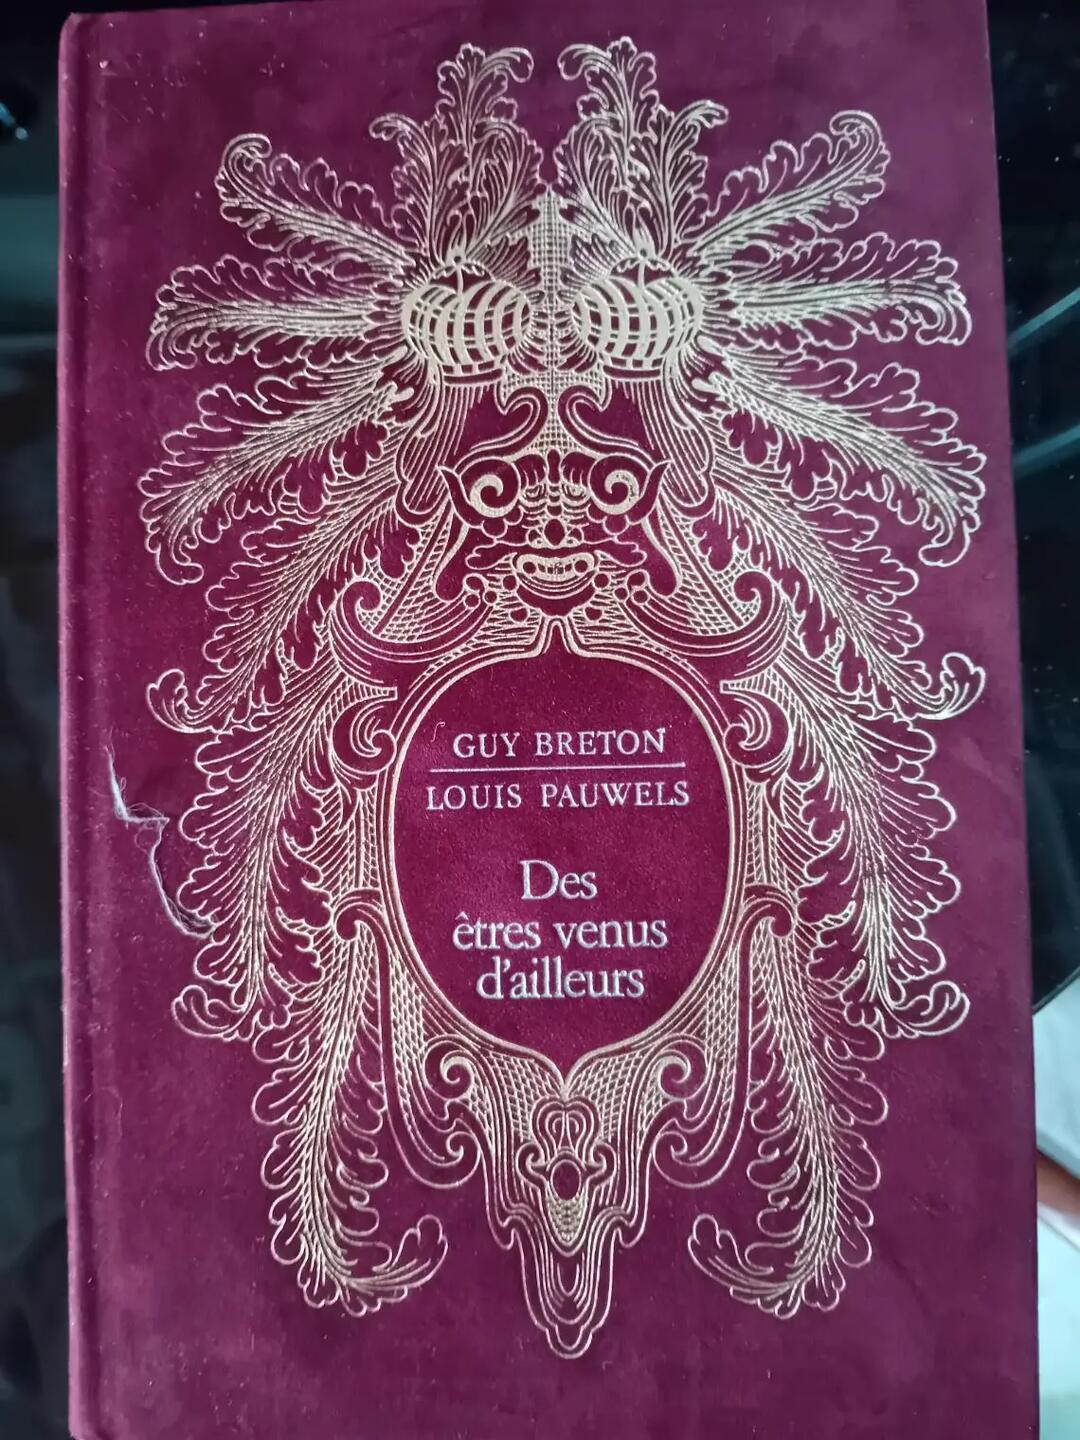 GUY BRETON
LOUIS PAUWELS
Des
êtres venus
d'ailleurs